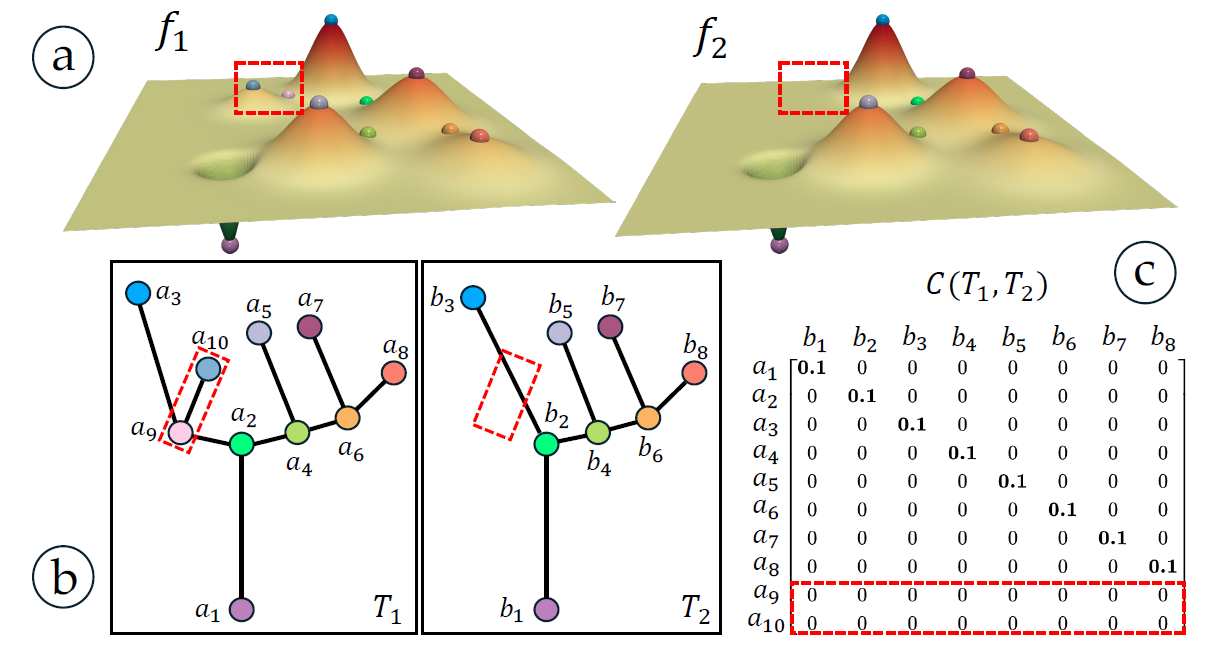 a
f₁
f₂
c
C(T₁, T₂)
a₃
a₅
a₇
a₁₀
a₈
a₉
a₂
a₄
a₆
a₁
T₁
b₃
b₅
b₇
b₈
b₂
b₄
b₆
b₁
T₂
b
b₁ b₂ b₃ b₄ b₅ b₆ b₇ b₈
a₁ 0.1 0 0 0 0 0 0 0
a₂ 0 0.1 0 0 0 0 0 0
a₃ 0 0 0.1 0 0 0 0 0
a₄ 0 0 0 0.1 0 0 0 0
a₅ 0 0 0 0 0.1 0 0 0
a₆ 0 0 0 0 0 0.1 0 0
a₇ 0 0 0 0 0 0 0.1 0
a₈ 0 0 0 0 0 0 0 0.1
a₉ 0 0 0 0 0 0 0 0
a₁₀ 0 0 0 0 0 0 0 0